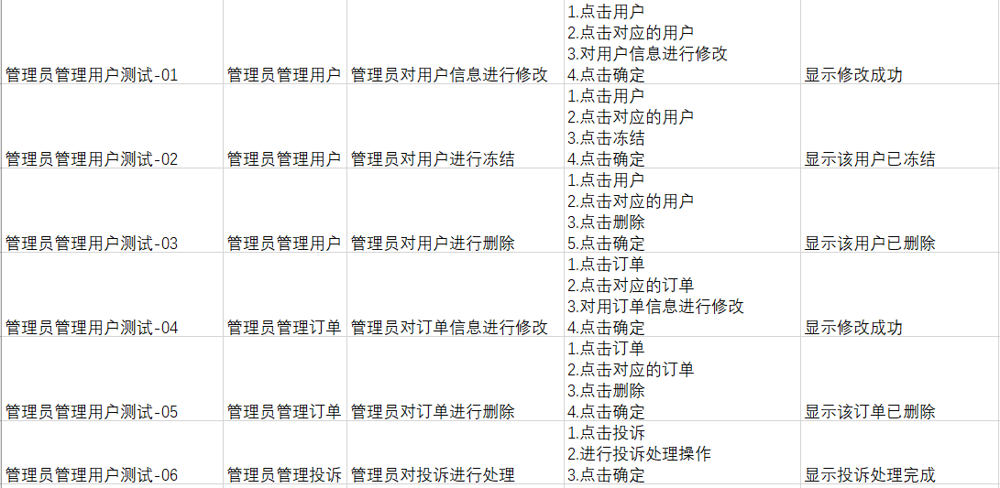 1.点击用户
2.点击对应的用户
3.对用户信息进行修改
管理员管理用户测试-01 管理员管理用户 管理员对用户信息进行修改 4.点击确定 显示修改成功
1.点击用户
2.点击对应的用户
3.点击冻结
管理员管理用户测试-02 管理员管理用户 管理员对用户进行冻结 4.点击确定 显示该用户已冻结
1.点击用户
2.点击对应的用户
3.点击删除
管理员管理用户测试-03 管理员管理用户 管理员对用户进行删除 5.点击确定 显示该用户已删除
1.点击订单
2.点击对应的订单
3.对用订单信息进行修改
管理员管理用户测试-04 管理员管理订单 管理员对订单信息进行修改 4.点击确定 显示修改成功
1.点击订单
2.点击对应的订单
3.点击删除
管理员管理用户测试-05 管理员管理订单 管理员对订单进行删除 4.点击确定 显示该订单已删除
1.点击投诉
2.进行投诉处理操作
管理员管理用户测试-06 管理员管理投诉 管理员对投诉进行处理 3.点击确定 显示投诉处理完成